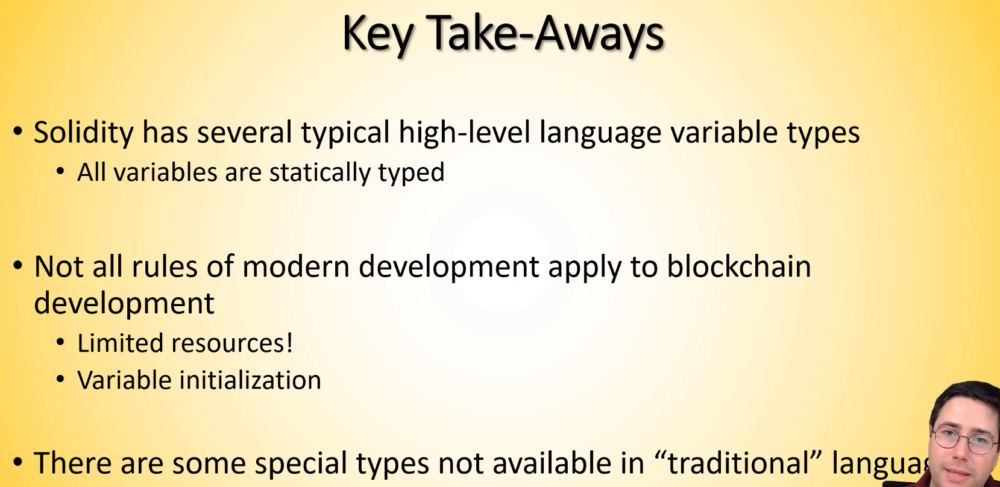 Key Take-Aways
• Solidity has several typical high-level language variable types
• All variables are statically typed
• Not all rules of modern development apply to blockchain
development
• Limited resources!
• Variable initialization
• There are some special types not available in “traditional”